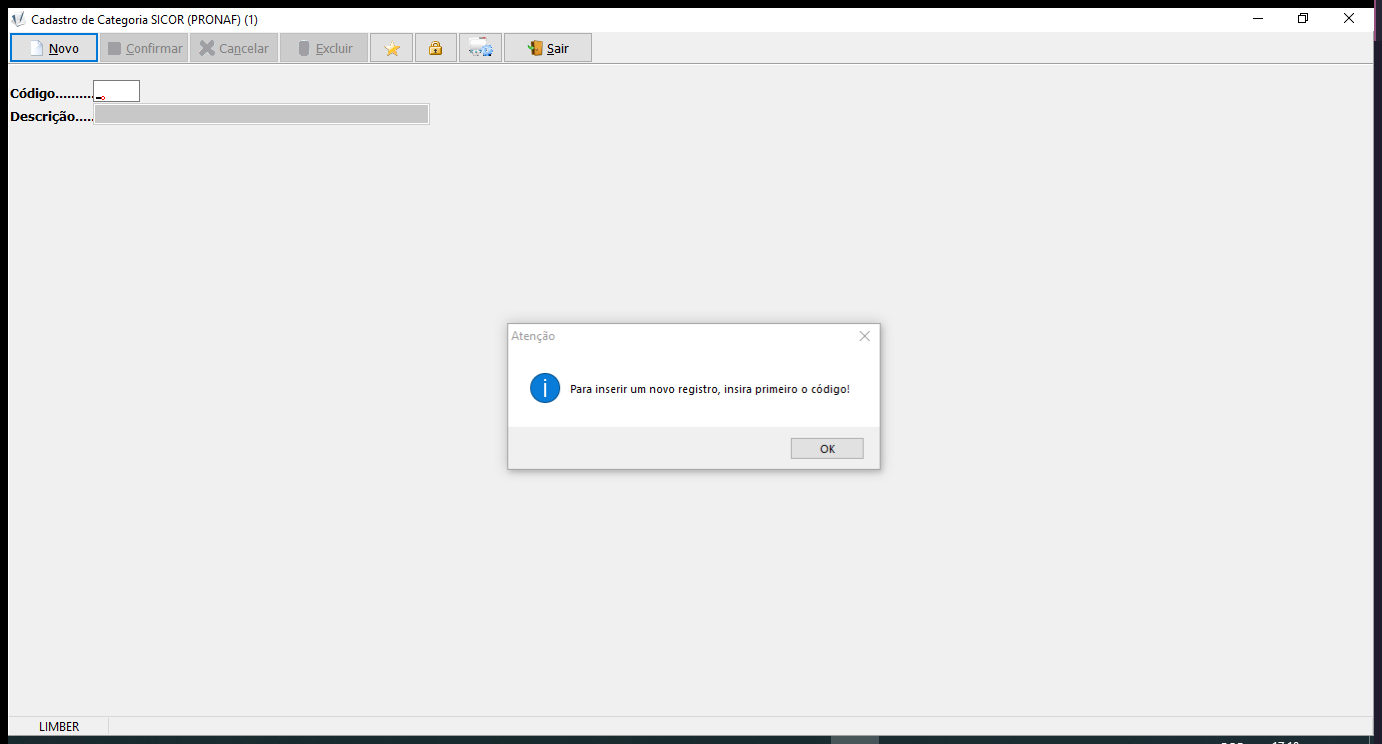 Cadastro de Categoria SICOR (PRONAF) (1)
Novo Confirmar Cancelar Excluir Sair
Código..........
Descrição.....
Atenção
Para inserir um novo registro, insira primeiro o código!
OK
LIMBER